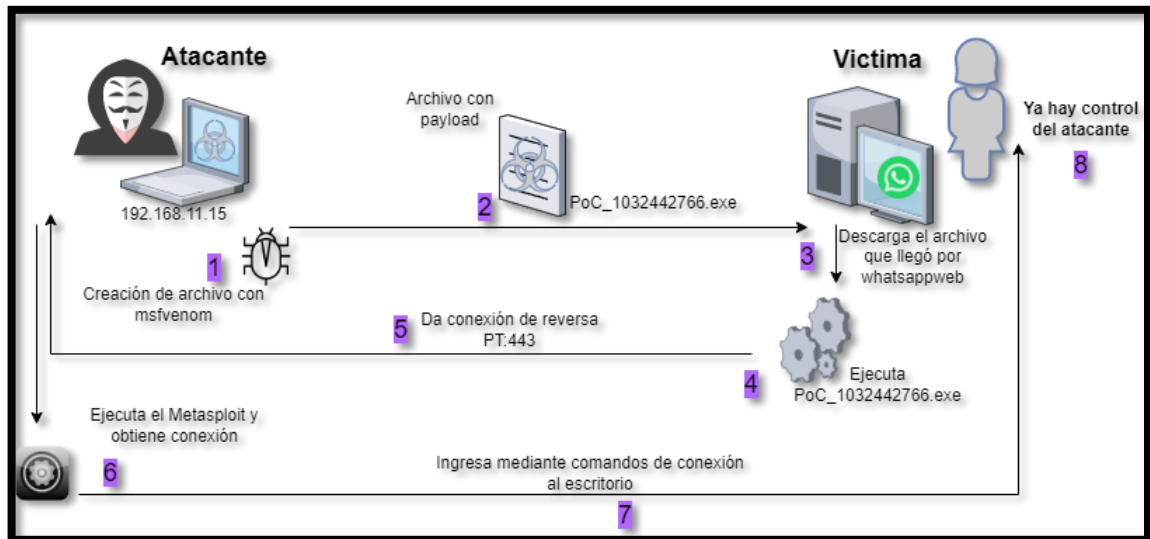 Atacante
192.168.11.15
1
Creación de archivo con
msfvenom
Archivo con
payload
2
PoC_1032442766.exe
Victima
3
Descarga el archivo
que llegó por
whatsappweb
4
Ejecuta
PoC_1032442766.exe
5
Da conexión de reversa
PT:443
Ejecuta el Metasploit y
obtiene conexión
6
Ingresa mediante comandos de conexión
al escritorio
7
Ya hay control
del atacante
8